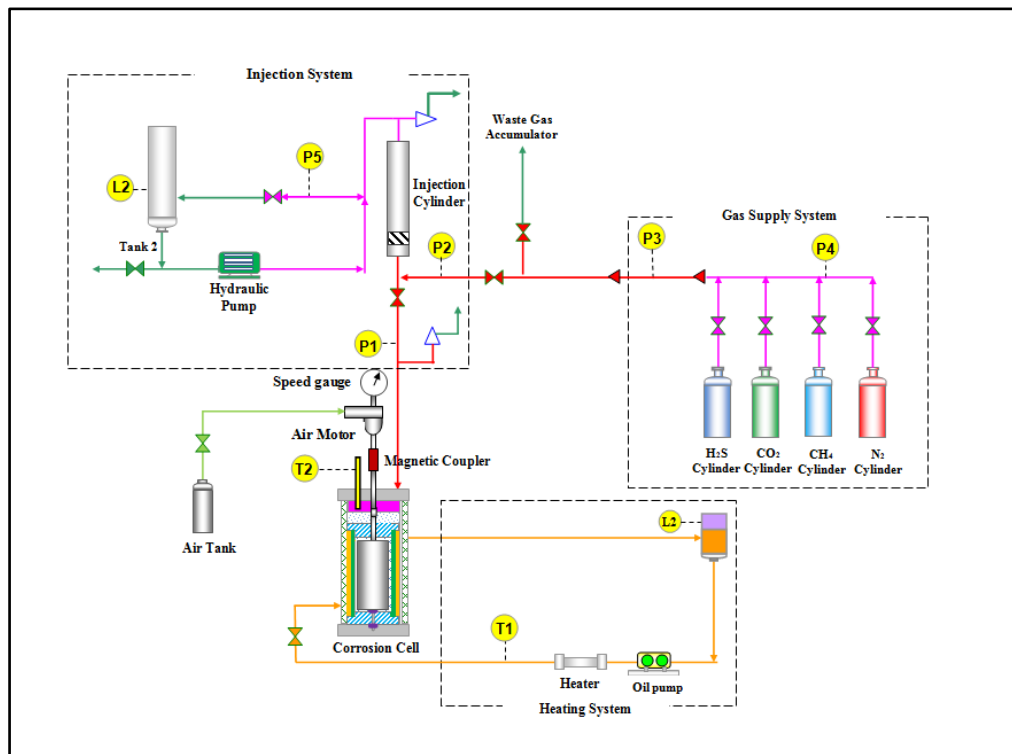 Injection System
Waste Gas
Accumulator
P5
L2
Injection
Cylinder
Gas Supply System
Tank 2
P2
P3
P4
Hydraulic
Pump
P1
Speed gauge
Air Motor
Magnetic Coupler
T2
H2S
Cylinder
CO2
Cylinder
CH4
Cylinder
N2
Cylinder
Air Tank
L2
Corrosion Cell
T1
Heater
Oil pump
Heating System